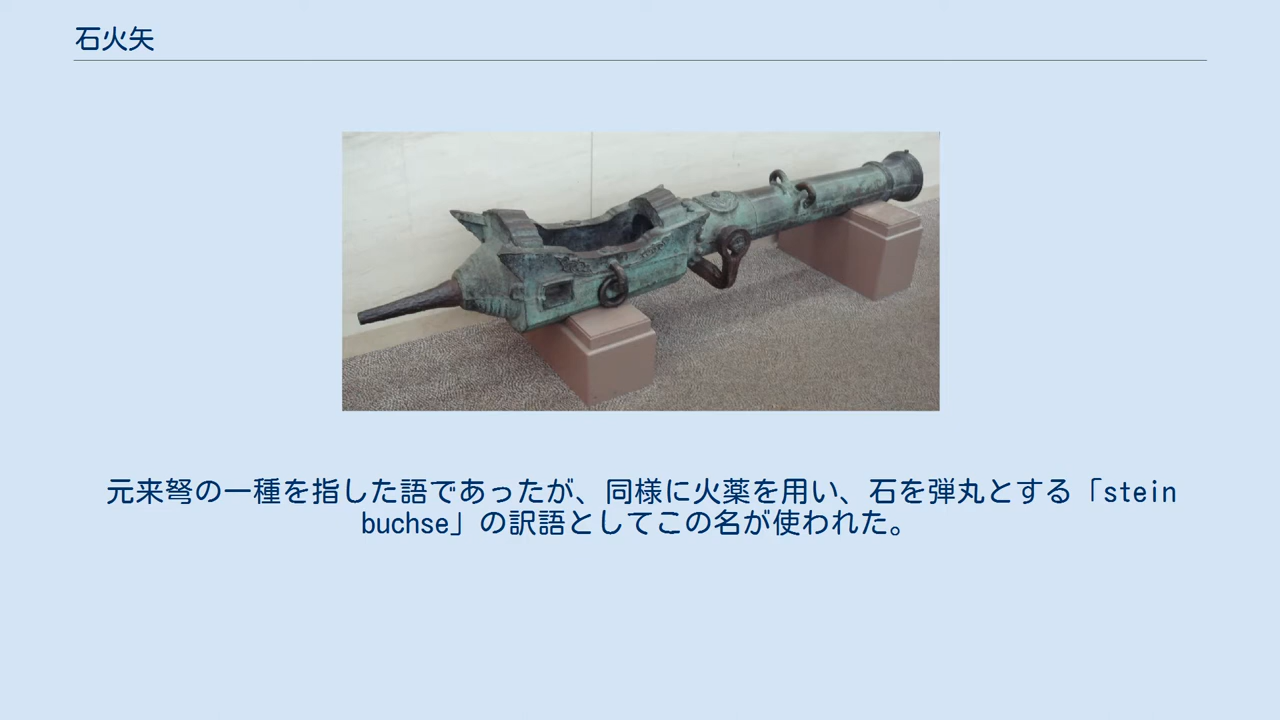 石火矢
元来弩の一種を指した語であったが、同様に火薬を用い、石を弾丸とする「stein
buchse」の訳語としてこの名が使われた。